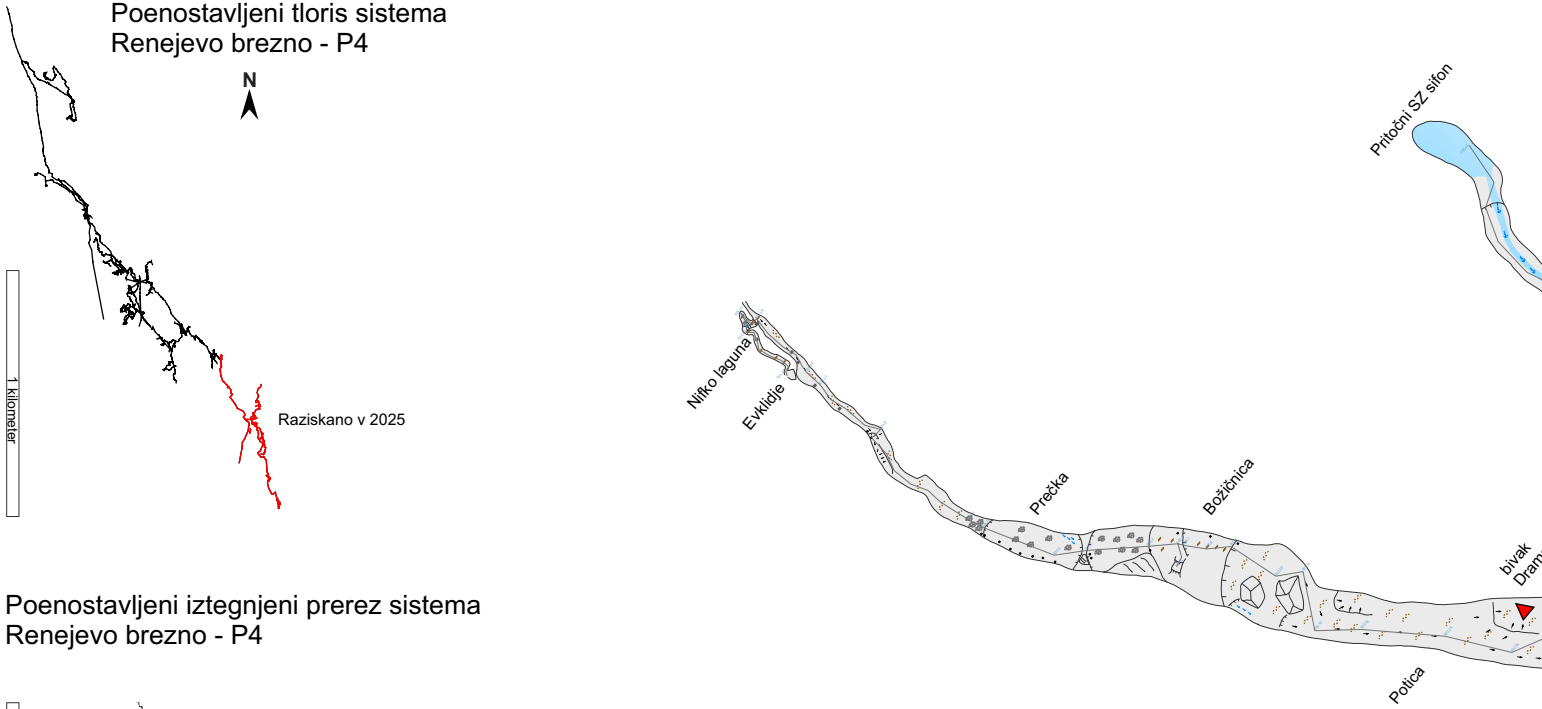 Poenostavljeni tloris sistema
Renejevo brezno - P4
N
1 kilometer
Raziskano v 2025
Poenostavljeni iztegnjeni prerez sistema
Renejevo brezno - P4
Pritočni SZ sifon
Nifko laguna
Evklidje
Prečka
Božičnica
bivak
Potica